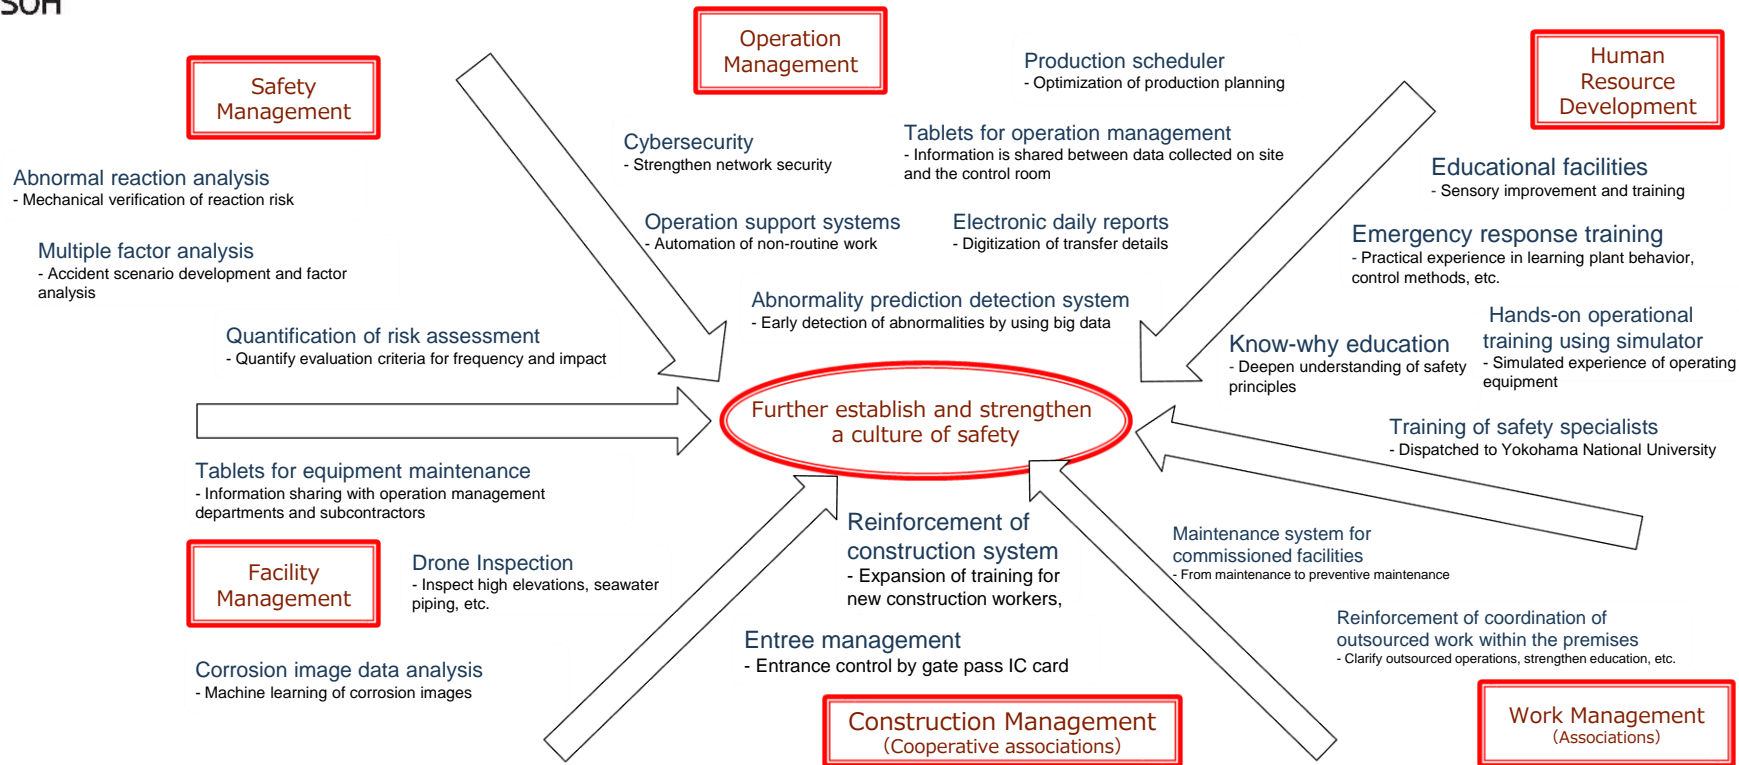 SOH
Safety
Management
Abnormal reaction analysis
- Mechanical verification of reaction risk
Multiple factor analysis
- Accident scenario development and factor
analysis
Quantification of risk assessment
- Quantify evaluation criteria for frequency and impact
Operation
Management
Production scheduler
- Optimization of production planning
Cybersecurity
- Strengthen network security
Tablets for operation management
- Information is shared between data collected on site
and the control room
Operation support systems
- Automation of non-routine work
Electronic daily reports
- Digitization of transfer details
Abnormality prediction detection system
- Early detection of abnormalities by using big data
Human
Resource
Development
Educational facilities
- Sensory improvement and training
Emergency response training
- Practical experience in learning plant behavior,
control methods, etc.
Know-why education
- Deepen understanding of safety
principles
Hands-on operational
training using simulator
- Simulated experience of operating
equipment
Training of safety specialists
- Dispatched to Yokohama National University
Further establish and strengthen
a culture of safety
Tablets for equipment maintenance
- Information sharing with operation management
departments and subcontractors
Facility
Management
Drone Inspection
- Inspect high elevations, seawater
piping, etc.
Corrosion image data analysis
- Machine learning of corrosion images
Reinforcement of
construction system
- Expansion of training for
new construction workers,
Entree management
- Entrance control by gate pass IC card
Construction Management
(Cooperative associations)
Maintenance system for
commissioned facilities
- From maintenance to preventive maintenance
Reinforcement of coordination of
outsourced work within the premises
- Clarify outsourced operations, strengthen education, etc.
Work Management
(Associations)